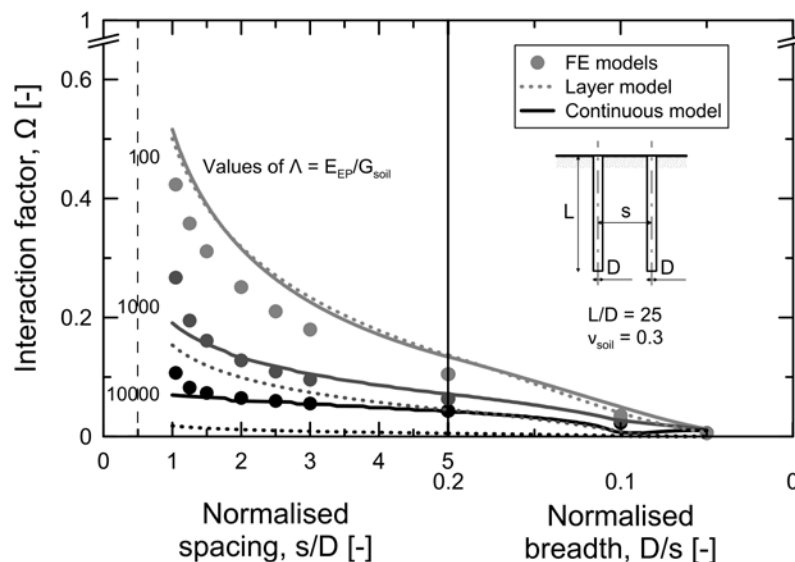 1
0.6
0.4
0.2
0
Interaction factor, Ω [-]
100
1000
10000
Values of Λ = E_EP/G_soil
FE models
Layer model
Continuous model
L
s
D
D
L/D = 25
ν_soil = 0.3
0
1
2
3
4
5
0.2
0.1
0
Normalised
spacing, s/D [-]
Normalised
breadth, D/s [-]